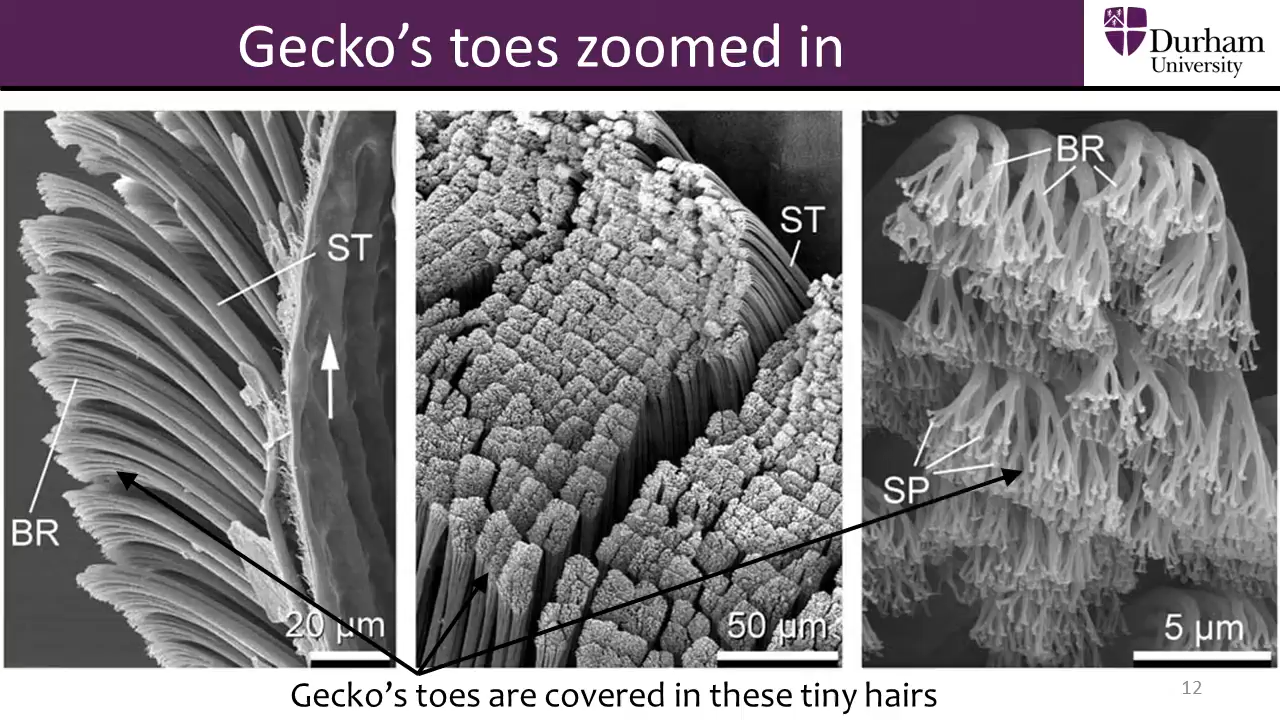 Gecko's toes zoomed in
Durham
University
ST
BR
20 µm
ST
50 µm
BR
SP
5 µm
Gecko's toes are covered in these tiny hairs
12